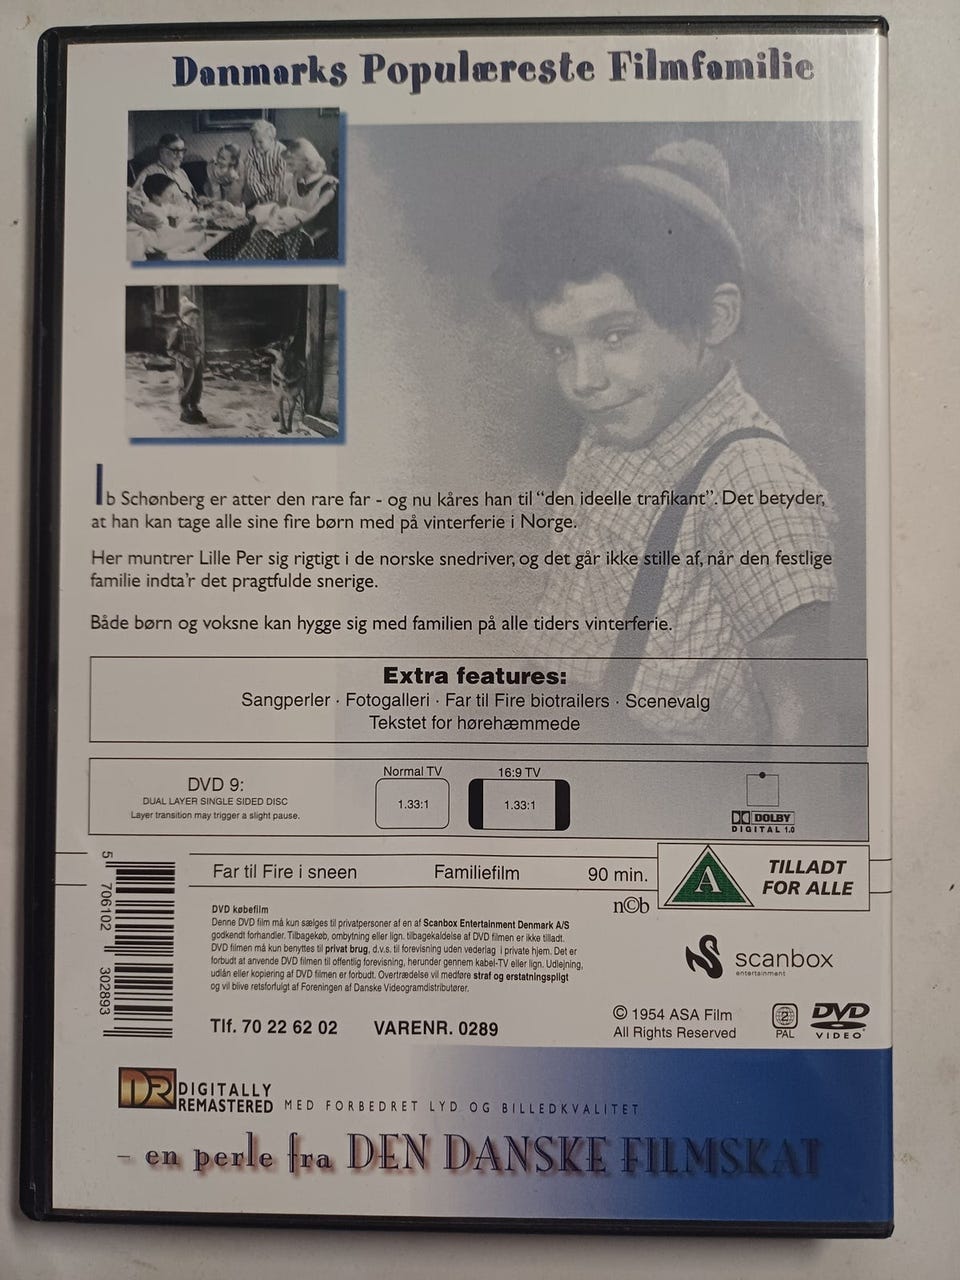 Danmarks Populæreste Filmfamilie
Ib Schønberg er atter den rare far - og nu kåres han til “den ideelle trafikant”. Det betyder,
at han kan tage alle sine fire børn med på vinterferie i Norge.
Her muntrer Lille Per sig rigtigt i de norske snedriver, og det går ikke stille af, når den festlige
familie indta'r det pragtfulde snerige.
Både børn og voksne kan hygge sig med familien på alle tiders vinterferie.
Extra features:
Sangperler · Fotogalleri · Far til Fire biotrailers · Scenevalg
Tekstet for hørehæmmede
DVD 9:
DUAL LAYER SINGLE SIDED DISC
Layer transition may trigger a slight pause.
Normal TV
1.33:1
16:9 TV
1.33:1
DOLBY
DIGITAL 1.0
Far til Fire i sneen
Familiefilm
90 min.
A
TILLADT
FOR ALLE
n©b
5 706102 302893
DVD købefilm
Denne DVD film må kun sælges til privatpersoner af en af Scanbox Entertainment Danmark A/S
godkendt forhandler. Tilbagekøb, ombytning eller lign. tilbagekaldelse af DVD filmen er ikke tilladt.
DVD filmen må kun benyttes til privat brug, d.v.s. til forevisning uden vederlag i private hjem. Det er
forbudt at anvende DVD filmen til offentlig forevisning, herunder gennem kabel-TV eller lign. Udlejning,
udlån eller kopiering af DVD filmen er forbudt. Overtrædelse vil medføre straf og erstatningspligt
og vil blive retsforfulgt af Foreningen af Danske Videogramdistributører.
scanbox
entertainment
Tlf. 70 22 62 02
VARENR. 0289
© 1954 ASA Film
All Rights Reserved
2
PAL
DVD
VIDEO
DR DIGITALLY
REMASTERED MED FORBEDRET LYD OG BILLEDKVALITET
– en perle fra DEN DANSKE FILMSKAT